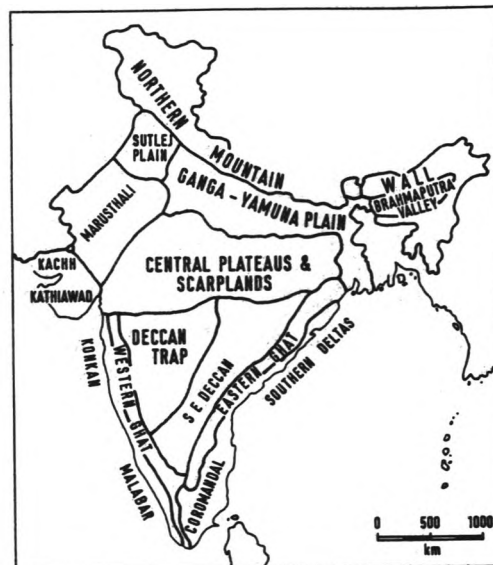 NORTHERN
MOUNTAIN
WALL
SUTLEJ
PLAIN
GANGA - YAMUNA PLAIN
BRAHMAPUTRA
VALLEY
MARUSTHALI
KACHH
KATHIAWAD
CENTRAL PLATEAUS &
SCARPLANDS
DECCAN
TRAP
KONKAN
WESTERN GHAT
S E DECCAN
EASTERN GHAT
SOUTHERN DELTAS
MALABAR
COROMANDAL
0 500 1000
km